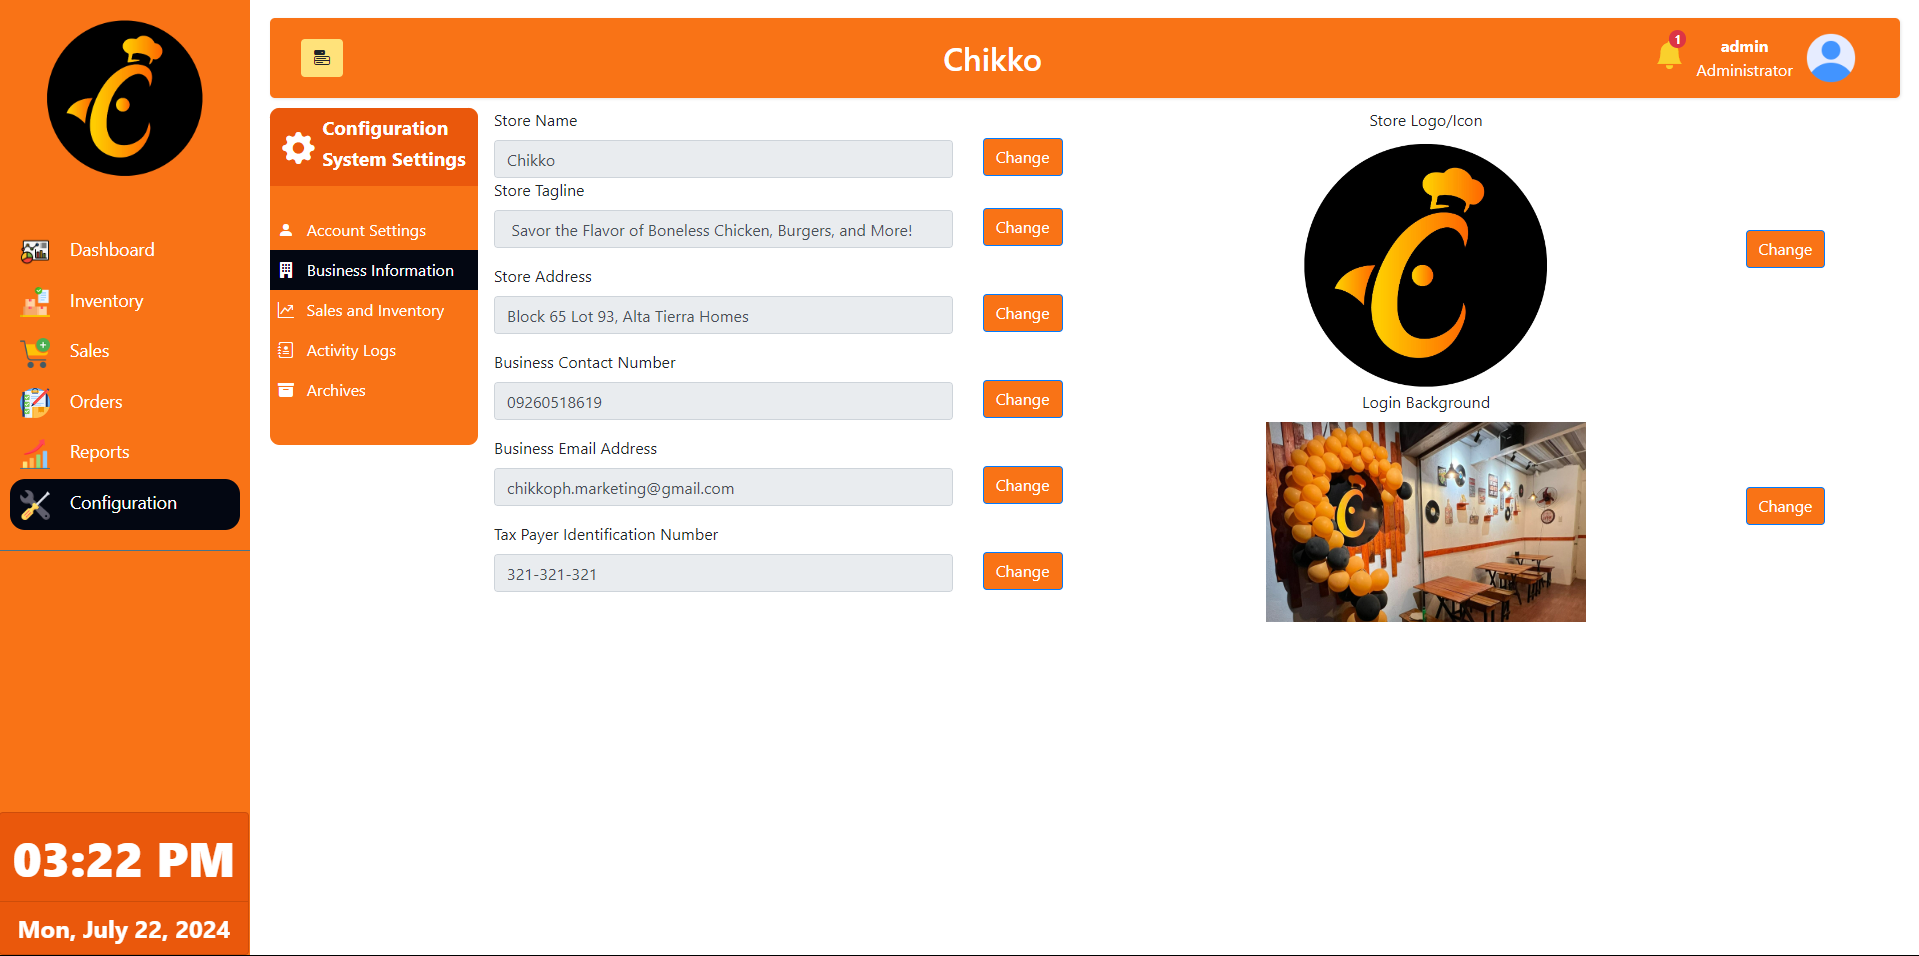 Chikko
1
admin
Administrator
Dashboard
Inventory
Sales
Orders
Reports
Configuration
03:22 PM
Mon, July 22, 2024
Configuration
System Settings
Account Settings
Business Information
Sales and Inventory
Activity Logs
Archives
Store Name
Chikko
Change
Store Tagline
Savor the Flavor of Boneless Chicken, Burgers, and More!
Change
Store Address
Block 65 Lot 93, Alta Tierra Homes
Change
Business Contact Number
09260518619
Change
Business Email Address
chikkoph.marketing@gmail.com
Change
Tax Payer Identification Number
321-321-321
Change
Store Logo/Icon
Change
Login Background
Change